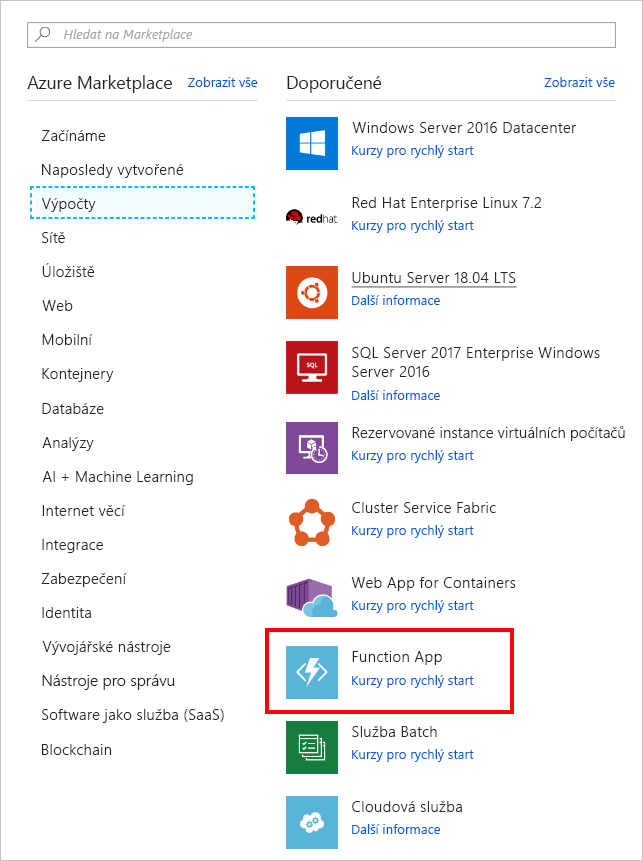 Hledat na Marketplace
Azure Marketplace Zobrazit vše
Začínáme
Naposledy vytvořené
Výpočty
Sítě
Úložiště
Web
Mobilní
Kontejnery
Databáze
Analýzy
AI + Machine Learning
Internet věcí
Integrace
Zabezpečení
Identita
Vývojářské nástroje
Nástroje pro správu
Software jako služba (SaaS)
Blockchain
Doporučené Zobrazit vše
Windows Server 2016 Datacenter
Kurzy pro rychlý start
redhat.
Red Hat Enterprise Linux 7.2
Kurzy pro rychlý start
Ubuntu Server 18.04 LTS
Další informace
SQL
SQL Server 2017 Enterprise Windows
Server 2016
Další informace
Rezervované instance virtuálních počítačů
Kurzy pro rychlý start
Cluster Service Fabric
Kurzy pro rychlý start
Web App for Containers
Kurzy pro rychlý start
Function App
Kurzy pro rychlý start
Služba Batch
Kurzy pro rychlý start
Cloudová služba
Další informace